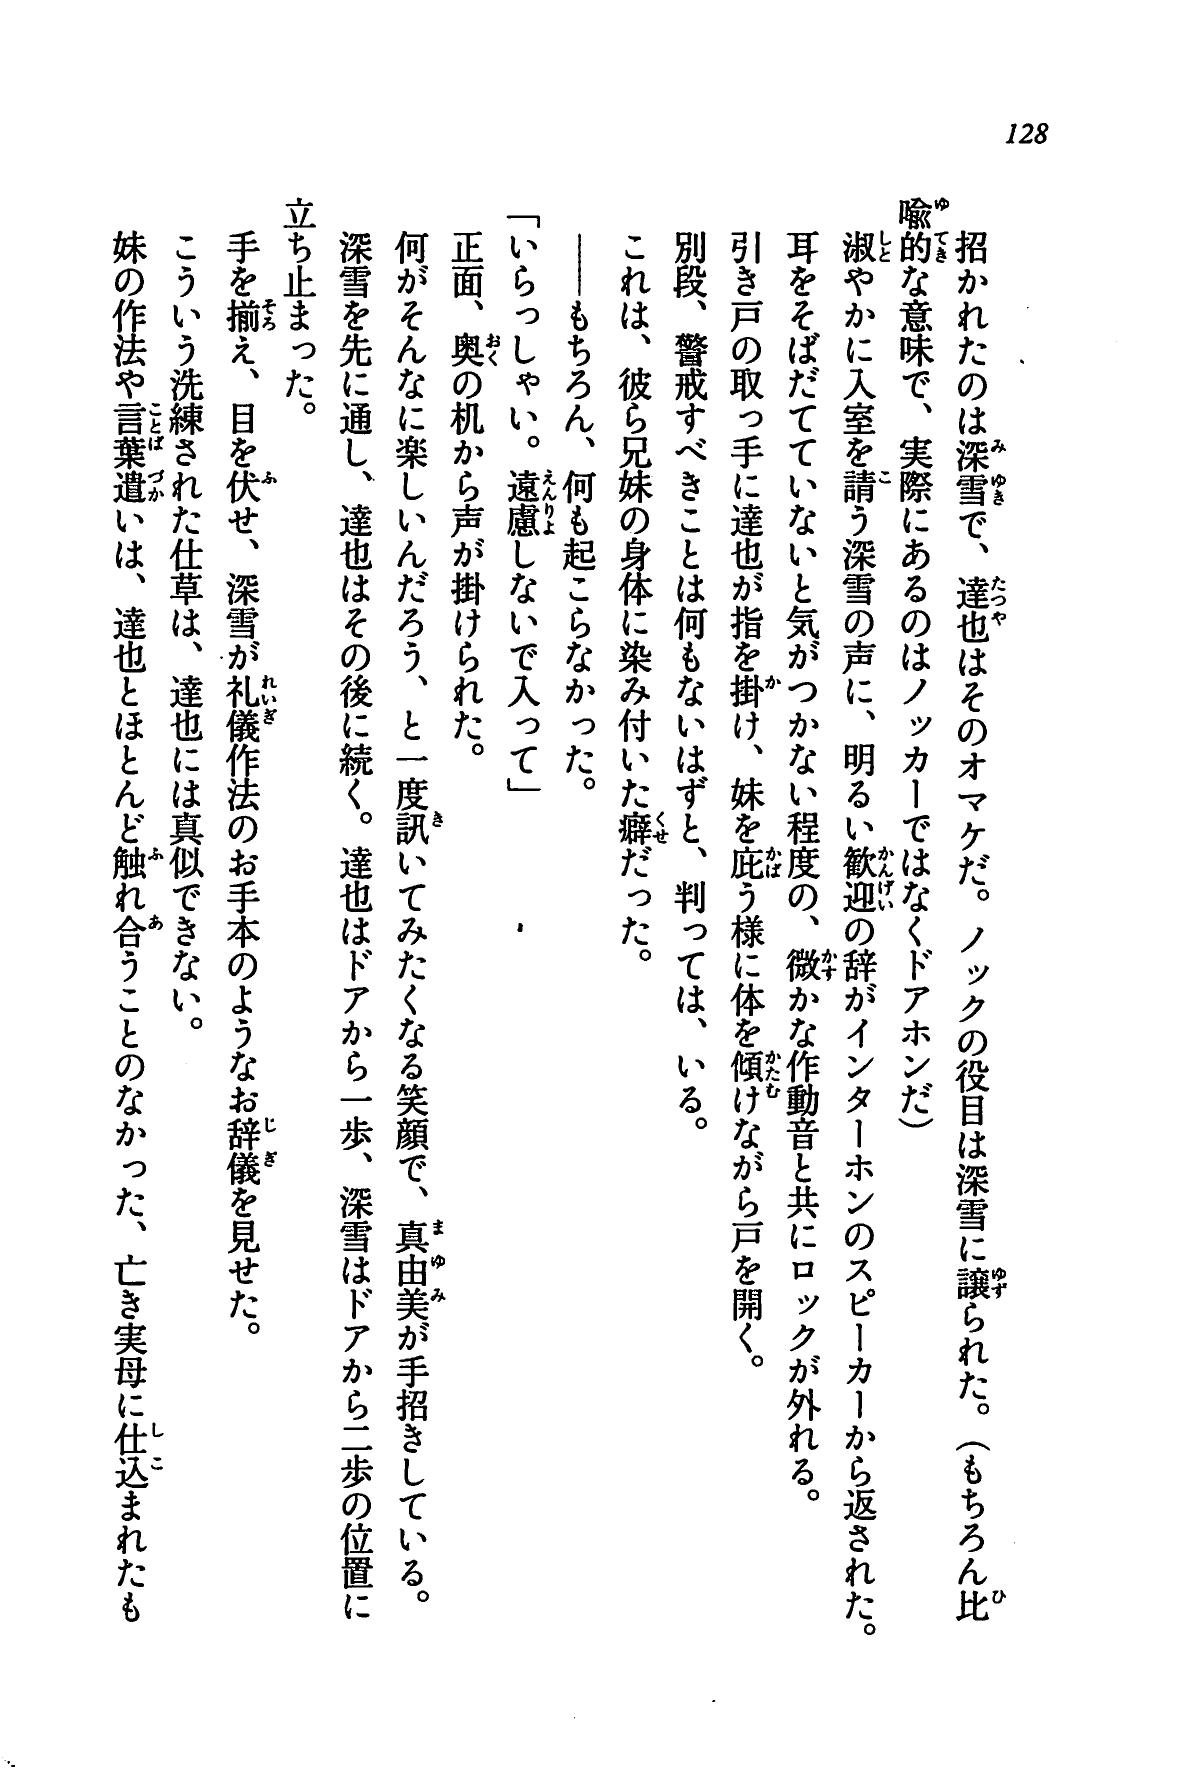 128
招かれたのは深雪で、達也はそのオマケだ。ノックの役目は深雪に譲られた。（もちろん比
喩的な意味で、実際にあるのはノッカーではなくドアホンだ）
淑やかに入室を請う深雪の声に、明るい歓迎の辞がインターホンのスピーカーから返された。
耳をそばだてていないと気がつかない程度の、微かな作動音と共にロックが外れる。
引き戸の取っ手に達也が指を掛け、妹を庇う様に体を傾けながら戸を開く。
別段、警戒すべきことは何もないはずと、判っては、いる。
これは、彼ら兄妹の身体に染み付いた癖だった。
――もちろん、何も起こらなかった。
「いらっしゃい。遠慮しないで入って」
正面、奥の机から声が掛けられた。
何がそんなに楽しいんだろう、と一度訊いてみたくなる笑顔で、真由美が手招きしている。
深雪を先に通し、達也はその後に続く。達也はドアから一歩、深雪はドアから二歩の位置に
立ち止まった。
手を揃え、目を伏せ、深雪が礼儀作法のお手本のようなお辞儀を見せた。
こういう洗練された仕草は、達也には真似できない。
妹の作法や言葉遣いは、達也とほとんど触れ合うことのなかった、亡き実母に仕込まれたも